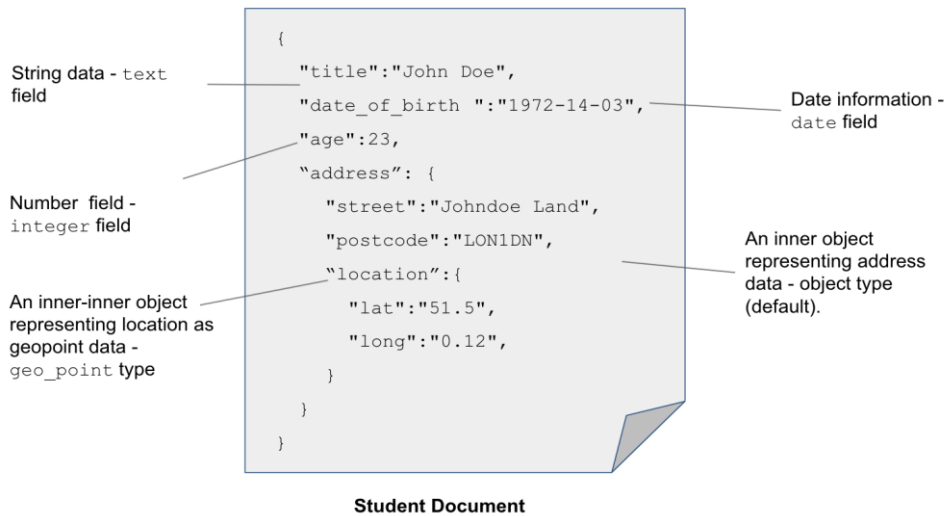 {
"title":"John Doe",
"date_of_birth ":"1972-14-03",
"age":23,
“address”: {
"street":"Johndoe Land",
"postcode":"LON1DN",
“location”:{
"lat":"51.5",
"long":"0.12",
}
}
}
String data - text
field
Number  field -
integer field
An inner-inner object
representing location as
geopoint data -
geo_point type
Date information -
date field
An inner object
representing address
data - object type
(default).
Student Document